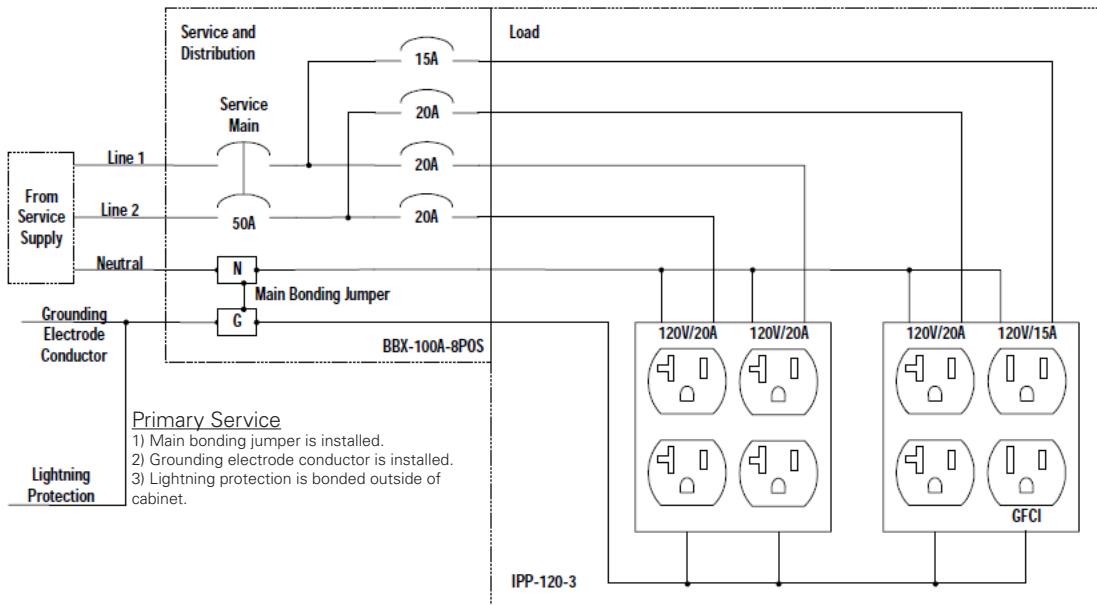 Service and
Distribution
Load
15A
Service
Main
20A
Line 1
20A
From
Service
Supply
Line 2
50A
20A
Neutral
N
Main Bonding Jumper
Grounding
Electrode
Conductor
G
BBX-100A-8POS
120V/20A
120V/20A
120V/20A
120V/15A
Primary Service
1) Main bonding jumper is installed.
2) Grounding electrode conductor is installed.
3) Lightning protection is bonded outside of
cabinet.
Lightning
Protection
GFCI
IPP-120-3